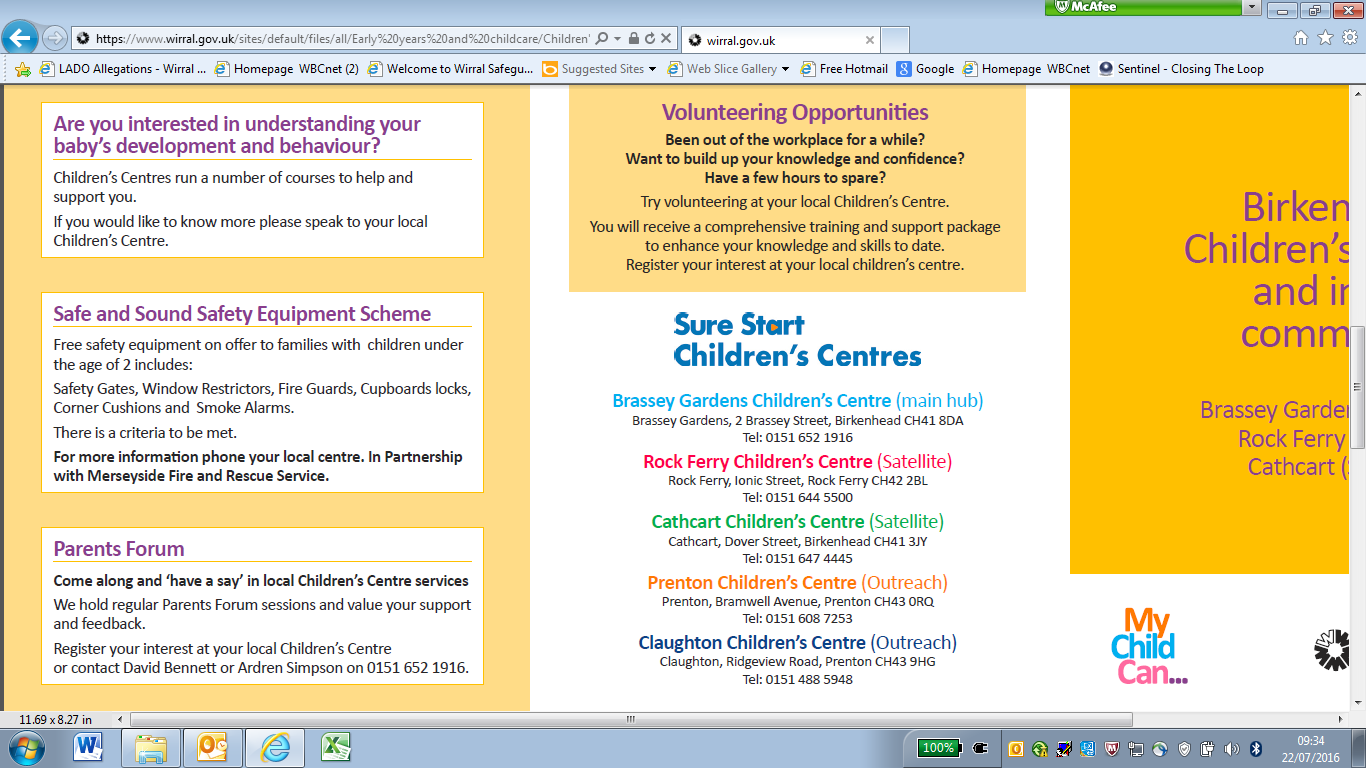 McAfee
https://www.wirral.gov.uk/sites/default/files/all/Early%20years%20and%20childcare/Children'
wirral.gov.uk
LADO Allegations - Wirral ...
Homepage WBCnet (2)
Welcome to Wirral Safegu...
Suggested Sites
Web Slice Gallery
Free Hotmail
Google
Homepage WBCnet
Sentinel - Closing The Loop
Are you interested in understanding your
baby's development and behaviour?
Children's Centres run a number of courses to help and
support you.
If you would like to know more please speak to your local
Children's Centre.
Safe and Sound Safety Equipment Scheme
Free safety equipment on offer to families with children under
the age of 2 includes:
Safety Gates, Window Restrictors, Fire Guards, Cupboards locks,
Corner Cushions and Smoke Alarms.
There is a criteria to be met.
For more information phone your local centre. In Partnership
with Merseyside Fire and Rescue Service.
Parents Forum
Come along and 'have a say' in local Children's Centre services
We hold regular Parents Forum sessions and value your support
and feedback.
Register your interest at your local Children's Centre
or contact David Bennett or Ardren Simpson on 0151 652 1916.
Volunteering Opportunities
Been out of the workplace for a while?
Want to build up your knowledge and confidence?
Have a few hours to spare?
Try volunteering at your local Children's Centre.
You will receive a comprehensive training and support package
to enhance your knowledge and skills to date.
Register your interest at your local children's centre.
Sure Start
Children's Centres
Brassey Gardens Children's Centre (main hub)
Brassey Gardens, 2 Brassey Street, Birkenhead CH41 8DA
Tel: 0151 652 1916
Rock Ferry Children's Centre (Satellite)
Rock Ferry, Ionic Street, Rock Ferry CH42 2BL
Tel: 0151 644 5500
Cathcart Children's Centre (Satellite)
Cathcart, Dover Street, Birkenhead CH41 3JY
Tel: 0151 647 4445
Prenton Children's Centre (Outreach)
Prenton, Bramwell Avenue, Prenton CH43 0RQ
Tel: 0151 608 7253
Claughton Children's Centre (Outreach)
Claughton, Ridgeview Road, Prenton CH43 9HG
Tel: 0151 488 5948
Birken
Children's
and in
comm
Brassey Garde
Rock Ferry
Cathcart (
My
Child
Can...
11.69 x 8.27 in
100%
09:34
22/07/2016